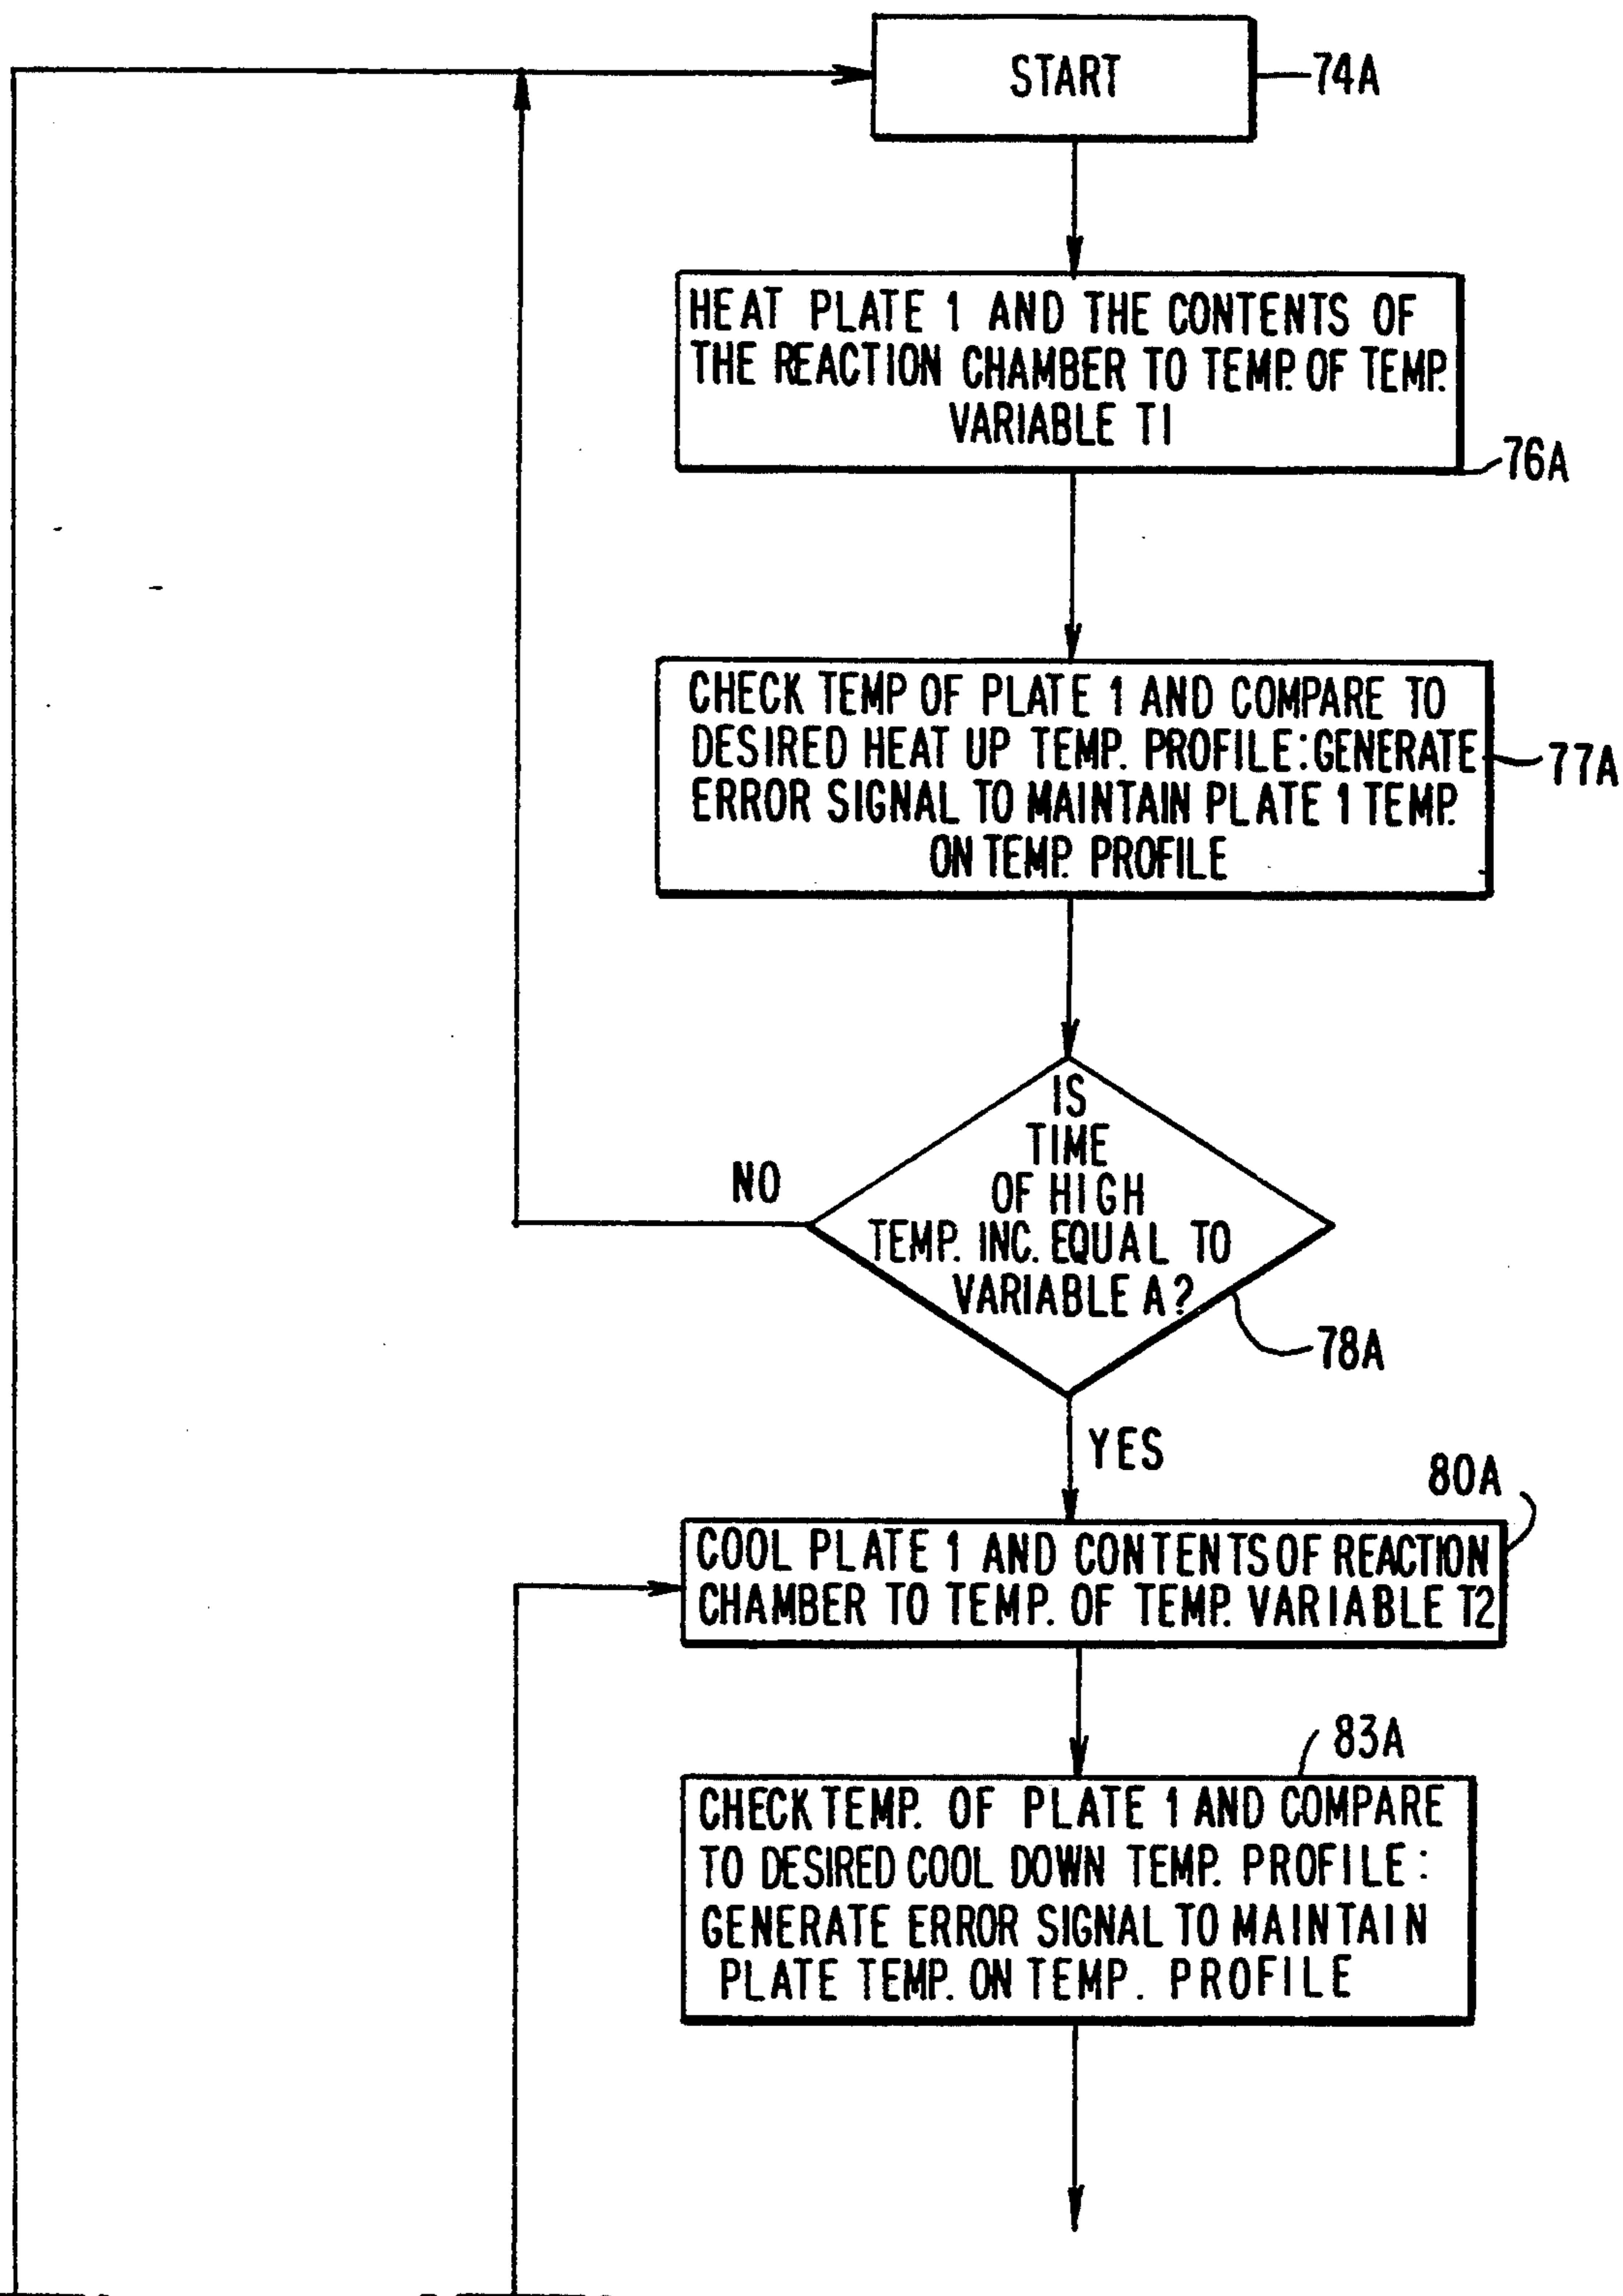 START
74A
HEAT PLATE 1 AND THE CONTENTS OF
THE REACTION CHAMBER TO TEMP. OF TEMP.
VARIABLE T1
76A
CHECK TEMP OF PLATE 1 AND COMPARE TO
DESIRED HEAT UP TEMP. PROFILE: GENERATE
ERROR SIGNAL TO MAINTAIN PLATE 1 TEMP.
ON TEMP. PROFILE
77A
IS
TIME
OF HIGH
TEMP. INC. EQUAL TO
VARIABLE A?
NO
78A
YES
80A
COOL PLATE 1 AND CONTENTS OF REACTION
CHAMBER TO TEMP. OF TEMP. VARIABLE T2
83A
CHECK TEMP. OF PLATE 1 AND COMPARE
TO DESIRED COOL DOWN TEMP. PROFILE:
GENERATE ERROR SIGNAL TO MAINTAIN
PLATE TEMP. ON TEMP. PROFILE